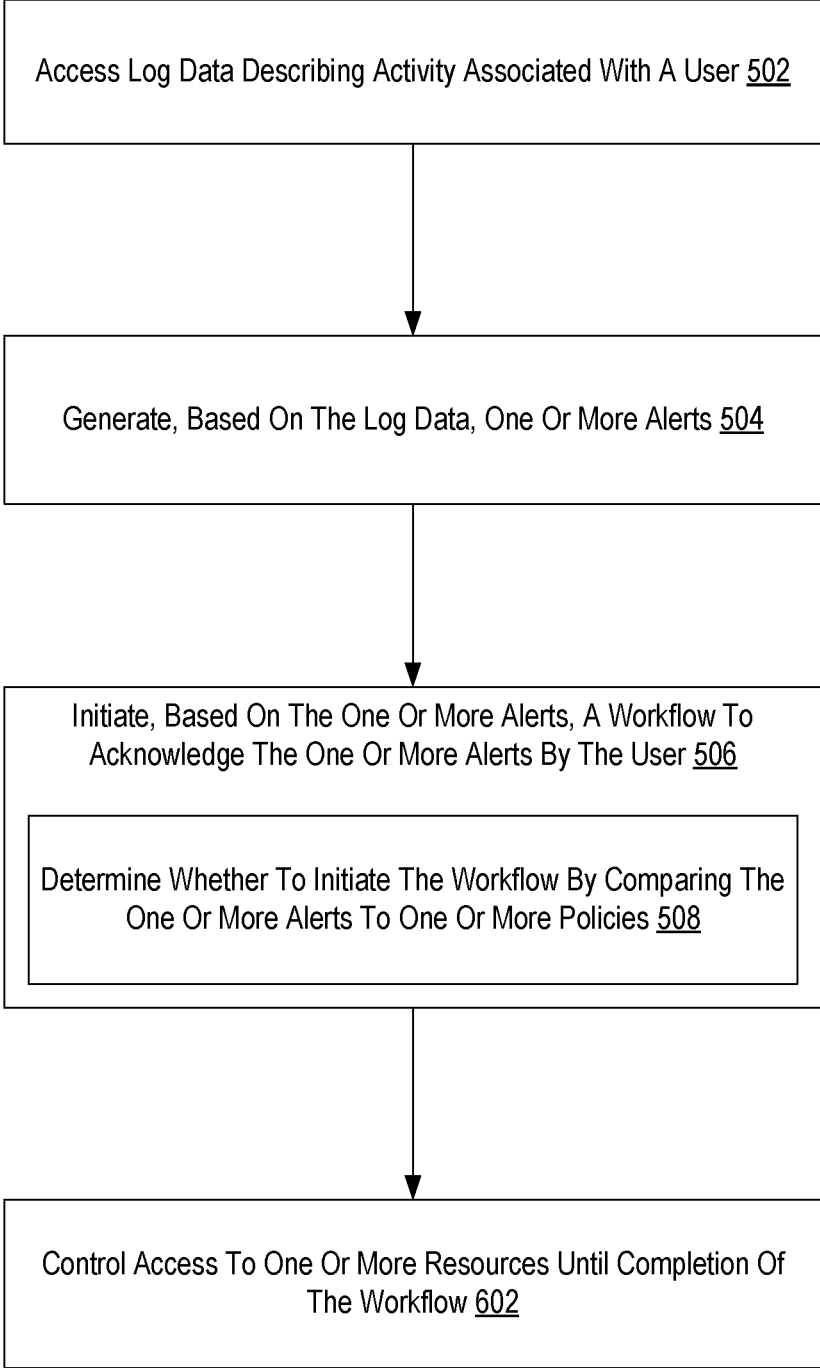 Access Log Data Describing Activity Associated With A User 502
Generate, Based On The Log Data, One Or More Alerts 504
Initiate, Based On The One Or More Alerts, A Workflow To
Acknowledge The One Or More Alerts By The User 506
Determine Whether To Initiate The Workflow By Comparing The
One Or More Alerts To One Or More Policies 508
Control Access To One Or More Resources Until Completion Of
The Workflow 602